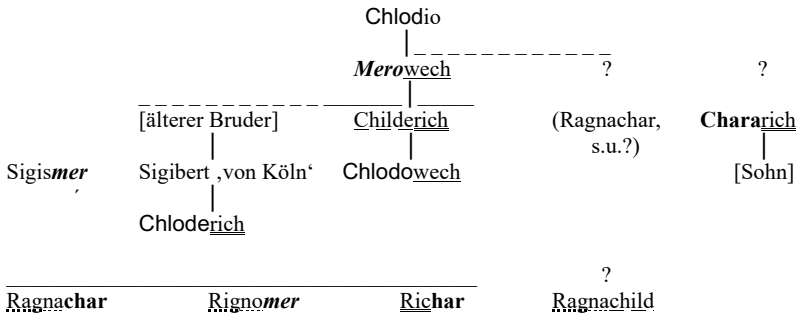 Chlodio
Merowech ? ?
[älterer Bruder] Childerich (Ragnachar, Chararich
s.u.?)
Sigismer Sigibert ‚von Köln‘ Chlodowech [Sohn]
Chloderich
?
Ragnachar Rignomer Richar Ragnachild